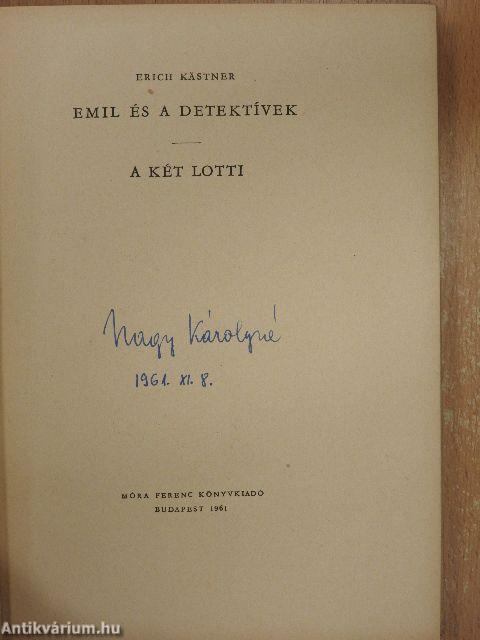 ERICH KÄSTNER
EMIL ÉS A DETEKTÍVEK
A KÉT LOTTI
Nagy Károlyné
1961. XI. 8.
MÓRA FERENC KÖNYVKIADÓ
BUDAPEST 1961
Antikvárium.hu